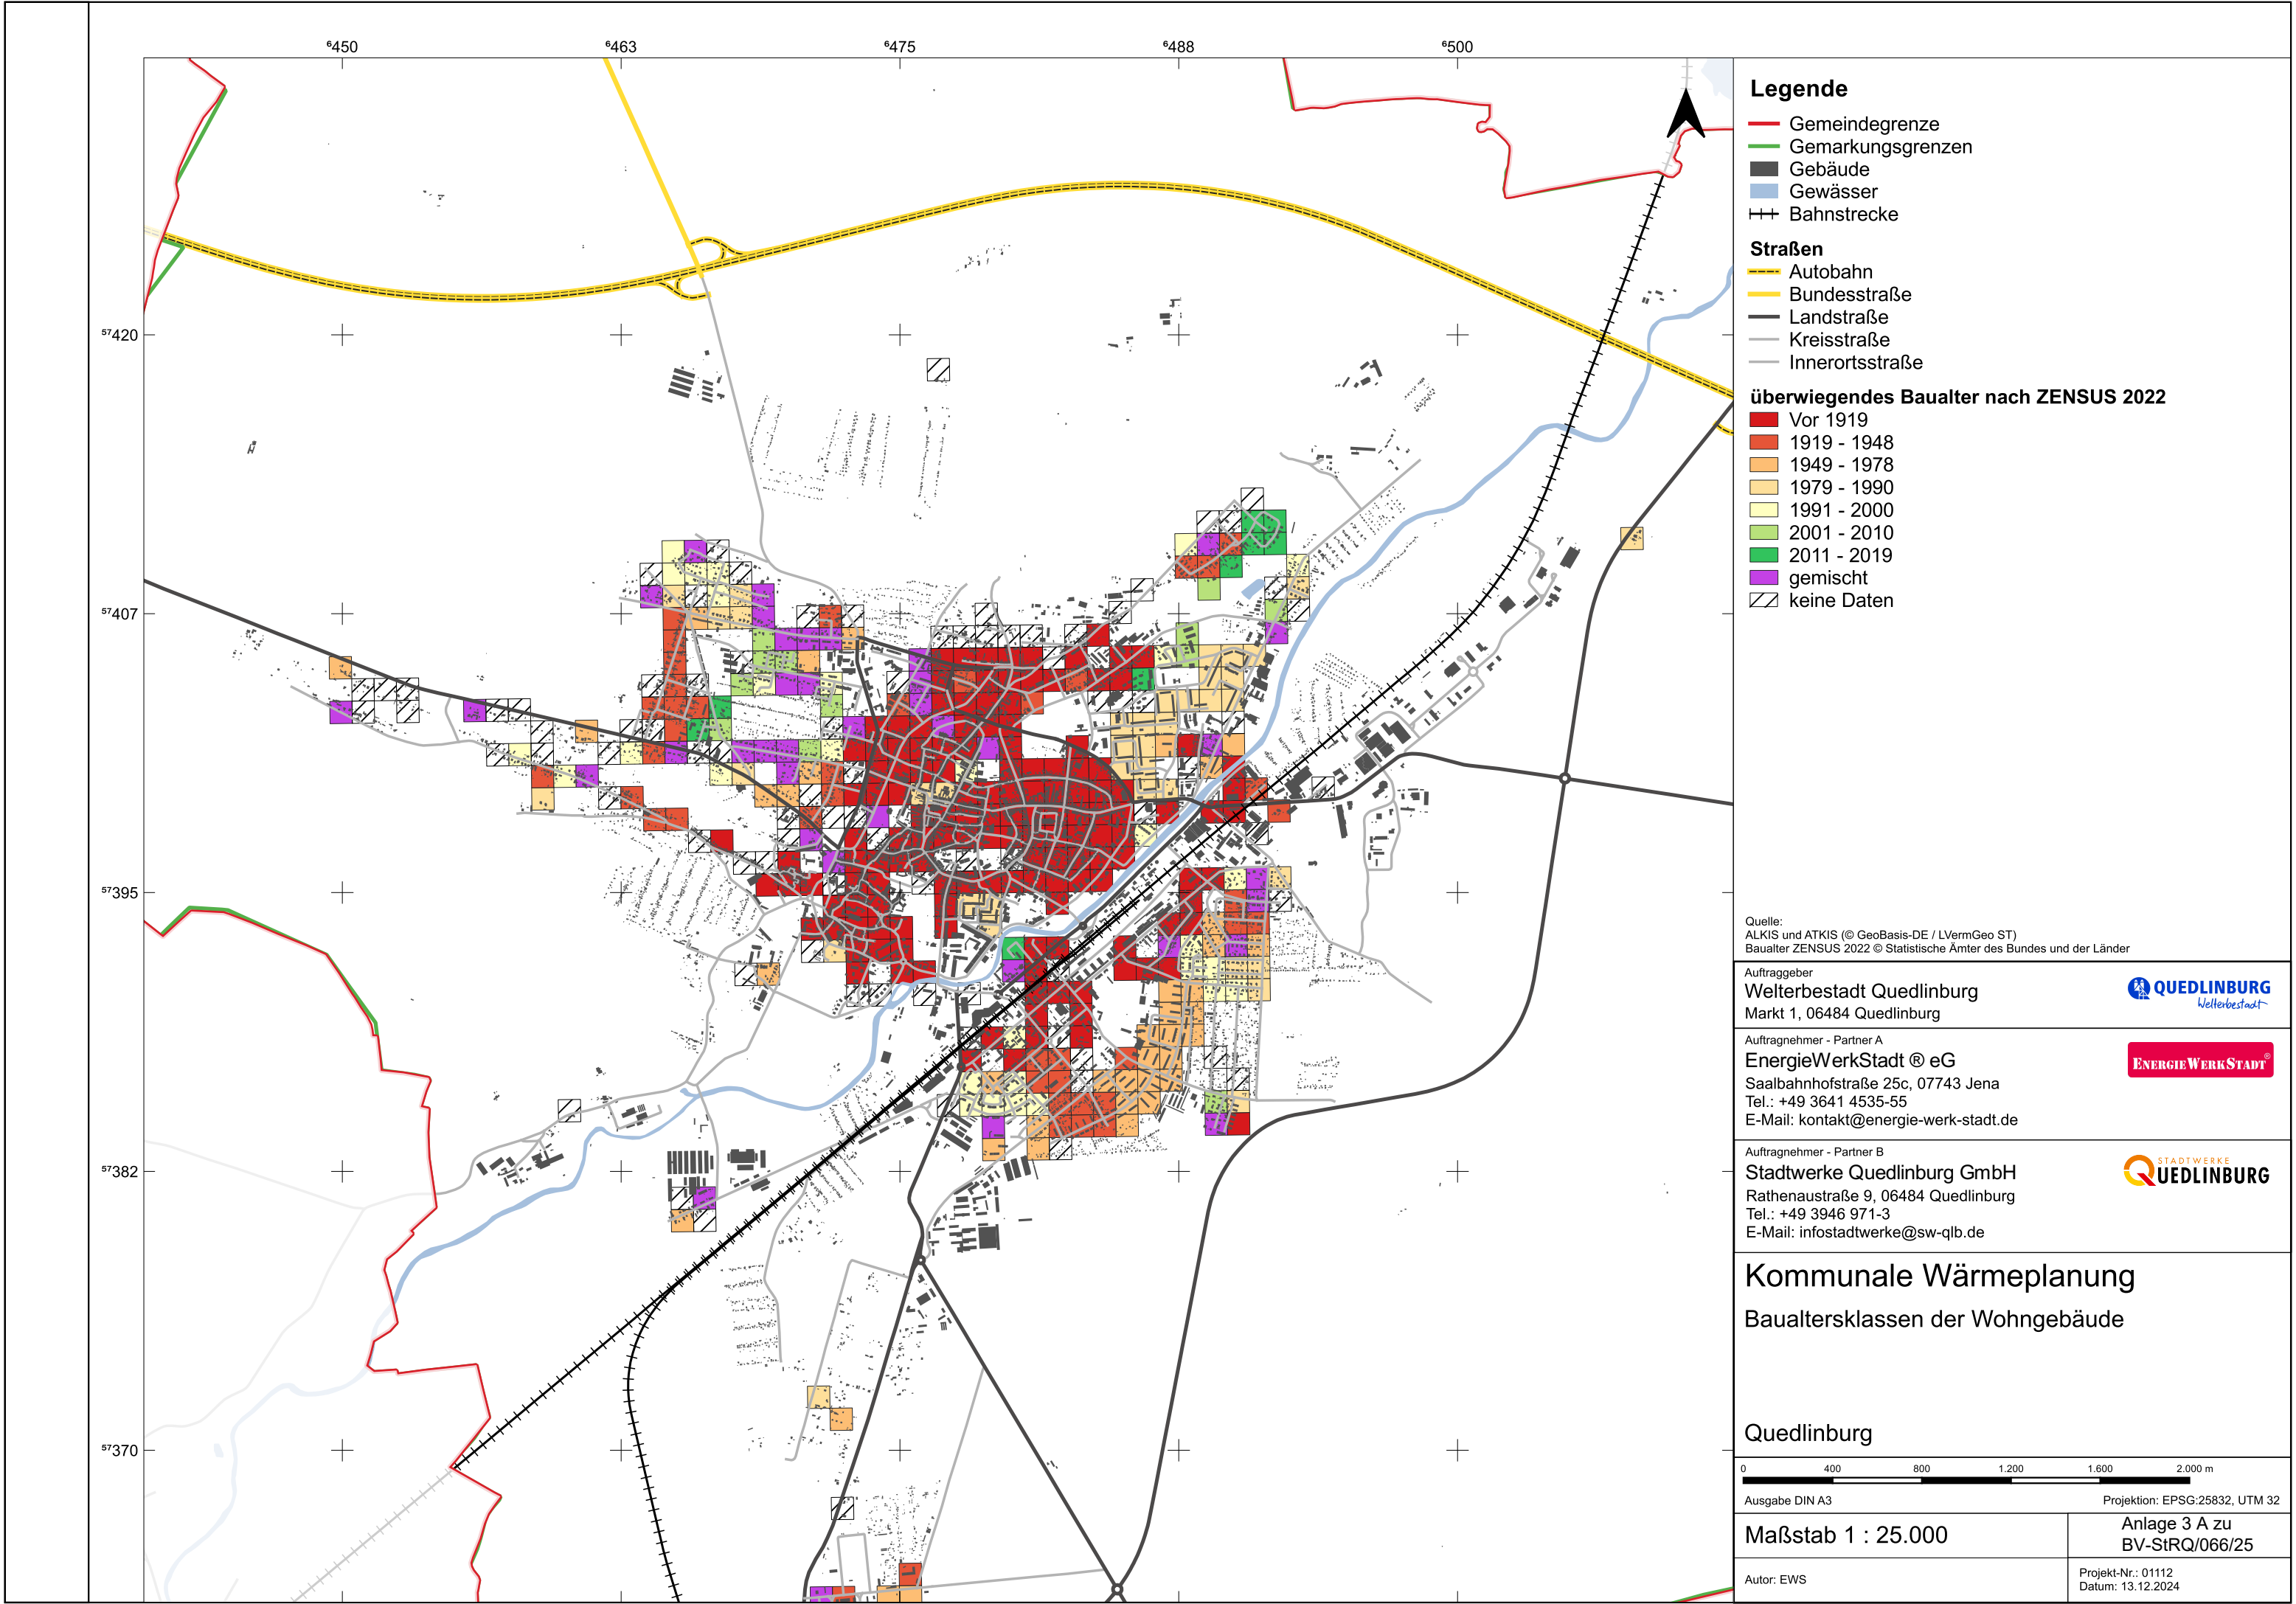 ⁶450
⁶463
⁶475
⁶488
⁶500
⁵⁷420
⁵⁷407
⁵⁷395
⁵⁷382
⁵⁷370
Legende
Gemeindegrenze
Gemarkungsgrenzen
Gebäude
Gewässer
Bahnstrecke
Straßen
Autobahn
Bundesstraße
Landstraße
Kreisstraße
Innerortsstraße
überwiegendes Baualter nach ZENSUS 2022
Vor 1919
1919 - 1948
1949 - 1978
1979 - 1990
1991 - 2000
2001 - 2010
2011 - 2019
gemischt
keine Daten
Quelle:
ALKIS und ATKIS (© GeoBasis-DE / LVermGeo ST)
Baualter ZENSUS 2022 © Statistische Ämter des Bundes und der Länder
Auftraggeber
Welterbestadt Quedlinburg
Markt 1, 06484 Quedlinburg
QUEDLINBURG
Welterbestadt
Auftragnehmer - Partner A
EnergieWerkStadt ® eG
Saalbahnhofstraße 25c, 07743 Jena
Tel.: +49 3641 4535-55
E-Mail: kontakt@energie-werk-stadt.de
ENERGIEWERKSTADT®
Auftragnehmer - Partner B
Stadtwerke Quedlinburg GmbH
Rathenaustraße 9, 06484 Quedlinburg
Tel.: +49 3946 971-3
E-Mail: infostadtwerke@sw-qlb.de
STADTWERKE
QUEDLINBURG
Kommunale Wärmeplanung
Baualtersklassen der Wohngebäude
Quedlinburg
0 400 800 1.200 1.600 2.000 m
Ausgabe DIN A3
Projektion: EPSG:25832, UTM 32
Maßstab 1 : 25.000
Anlage 3 A zu
BV-StRQ/066/25
Autor: EWS
Projekt-Nr.: 01112
Datum: 13.12.2024